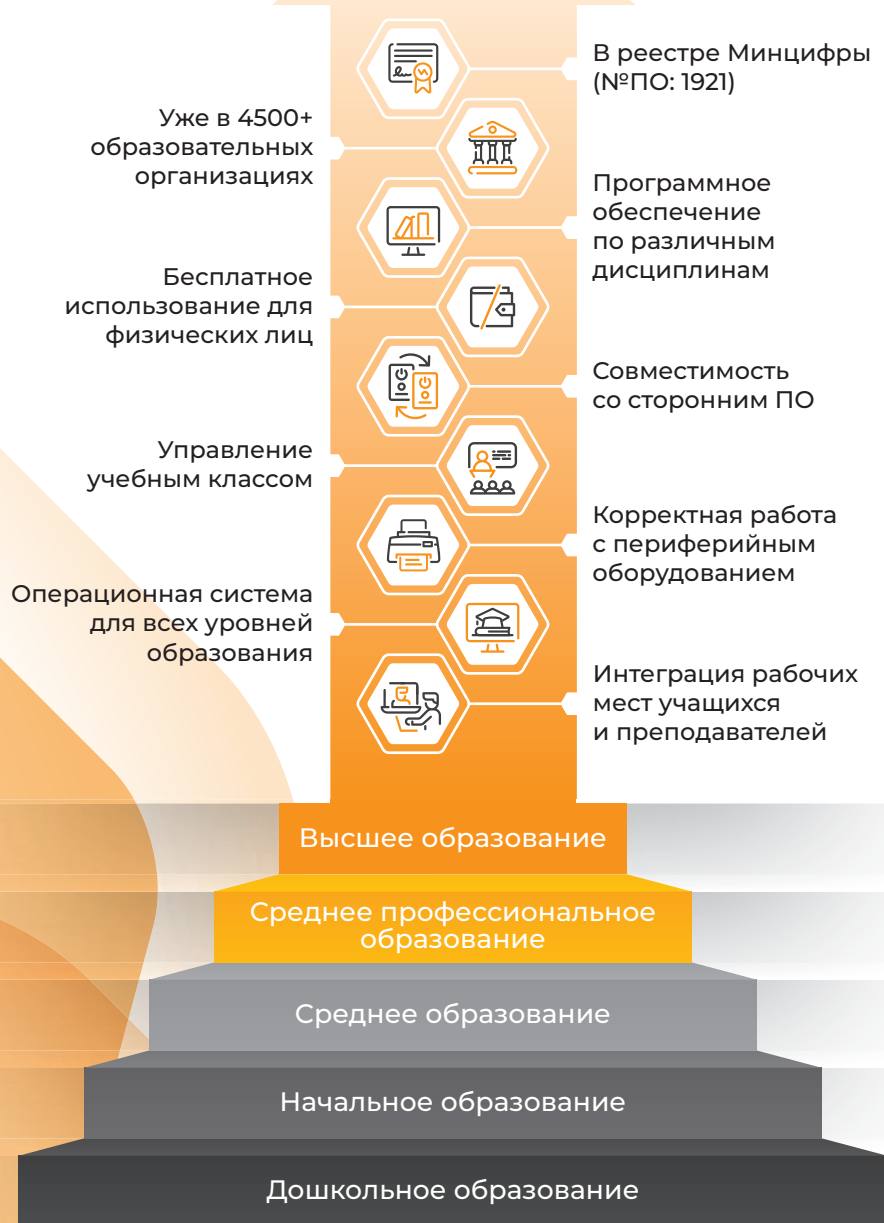 В реестре Минцифры
(№ПО: 1921)
Уже в 4500+
образовательных
организациях
Программное
обеспечение
по различным
дисциплинам
Бесплатное
использование для
физических лиц
Совместимость
со сторонним ПО
Управление
учебным классом
Корректная работа
с периферийным
оборудованием
Операционная система
для всех уровней
образования
Интеграция рабочих
мест учащихся
и преподавателей
Высшее образование
Среднее профессиональное
образование
Среднее образование
Начальное образование
Дошкольное образование